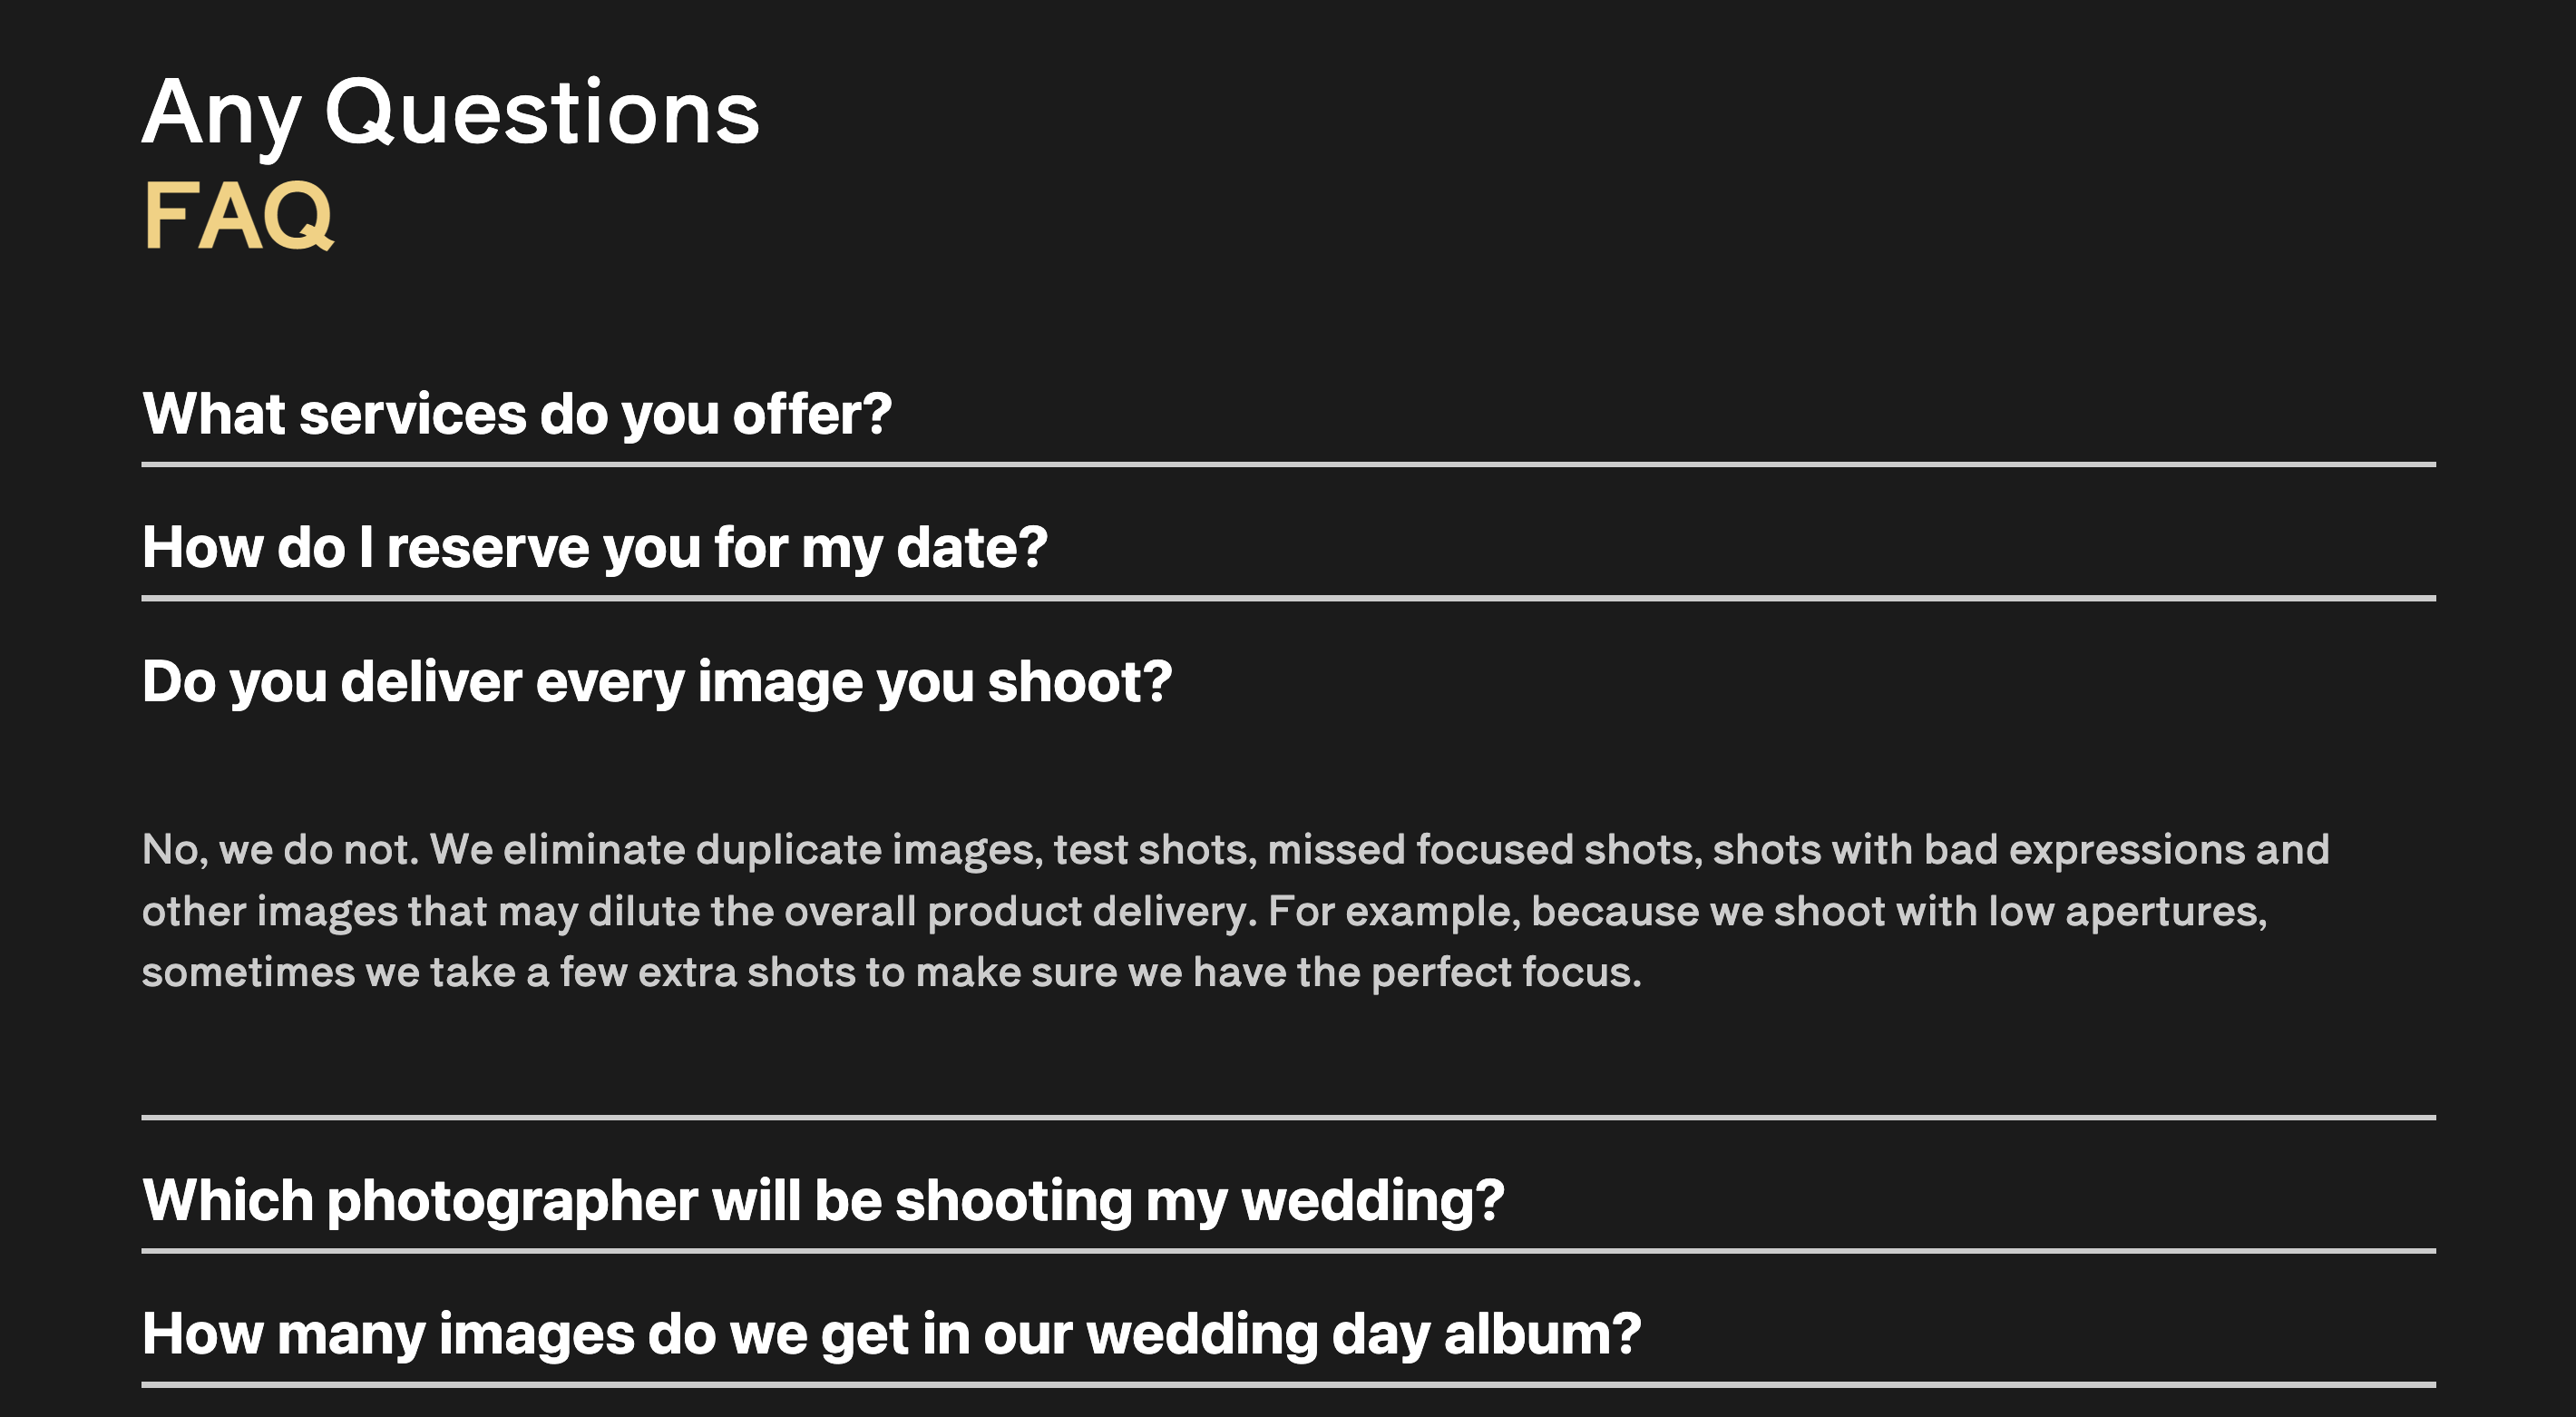 Any Questions
FAQ
What services do you offer?
How do I reserve you for my date?
Do you deliver every image you shoot?
No, we do not. We eliminate duplicate images, test shots, missed focused shots, shots with bad expressions and
other images that may dilute the overall product delivery. For example, because we shoot with low apertures,
sometimes we take a few extra shots to make sure we have the perfect focus.
Which photographer will be shooting my wedding?
How many images do we get in our wedding day album?